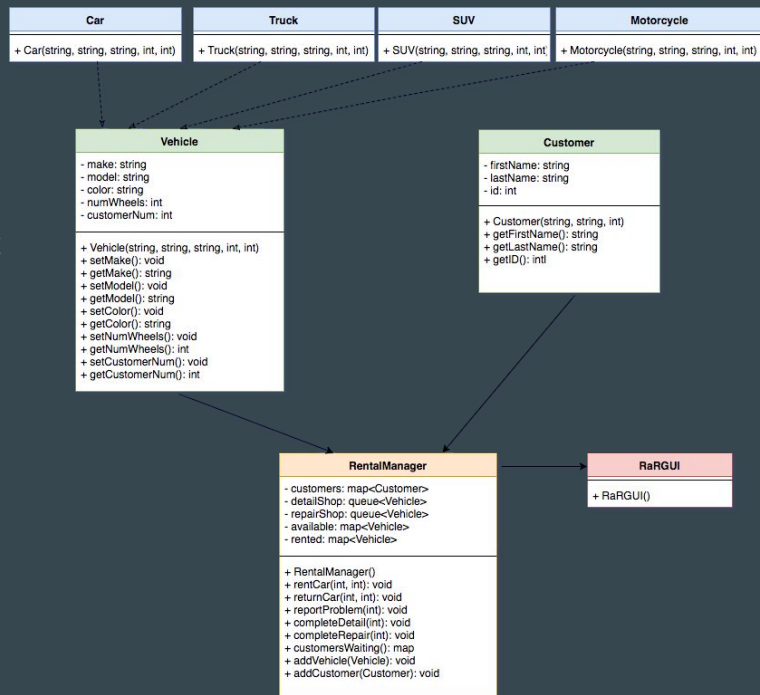 Car
+ Car(string, string, string, int, int)
Truck
+ Truck(string, string, string, int, int)
SUV
+ SUV(string, string, string, int, int
Motorcycle
+ Motorcycle(string, string, string, int, int)
Vehicle
- make: string
- model: string
- color: string
- numWheels: int
- customerNum: int
+ Vehicle(string, string, string, int, int)
+ setMake(): void
+ getMake(): string
+ setModel(): void
+ getModel(): string
+ setColor(): void
+ getColor(): string
+ setNumWheels(): void
+ getNumWheels(): int
+ setCustomerNum(): void
+ getCustomerNum(): int
Customer
- firstName: string
- lastName: string
- id: int
+ Customer(string, string, int)
+ getFirstName(): string
+ getLastName(): string
+ getID(): intl
RentalManager
- customers: map<Customer>
- detailShop: queue<Vehicle>
- repairShop: queue<Vehicle>
- available: map<Vehicle>
- rented: map<Vehicle>
+ RentalManager()
+ rentCar(int, int): void
+ returnCar(int, int): void
+ reportProblem(int): void
+ completeDetail(int): void
+ completeRepair(int): void
+ customersWaiting(): map
+ addVehicle(Vehicle): void
+ addCustomer(Customer): void
RaRGUI
+ RaRGUI()